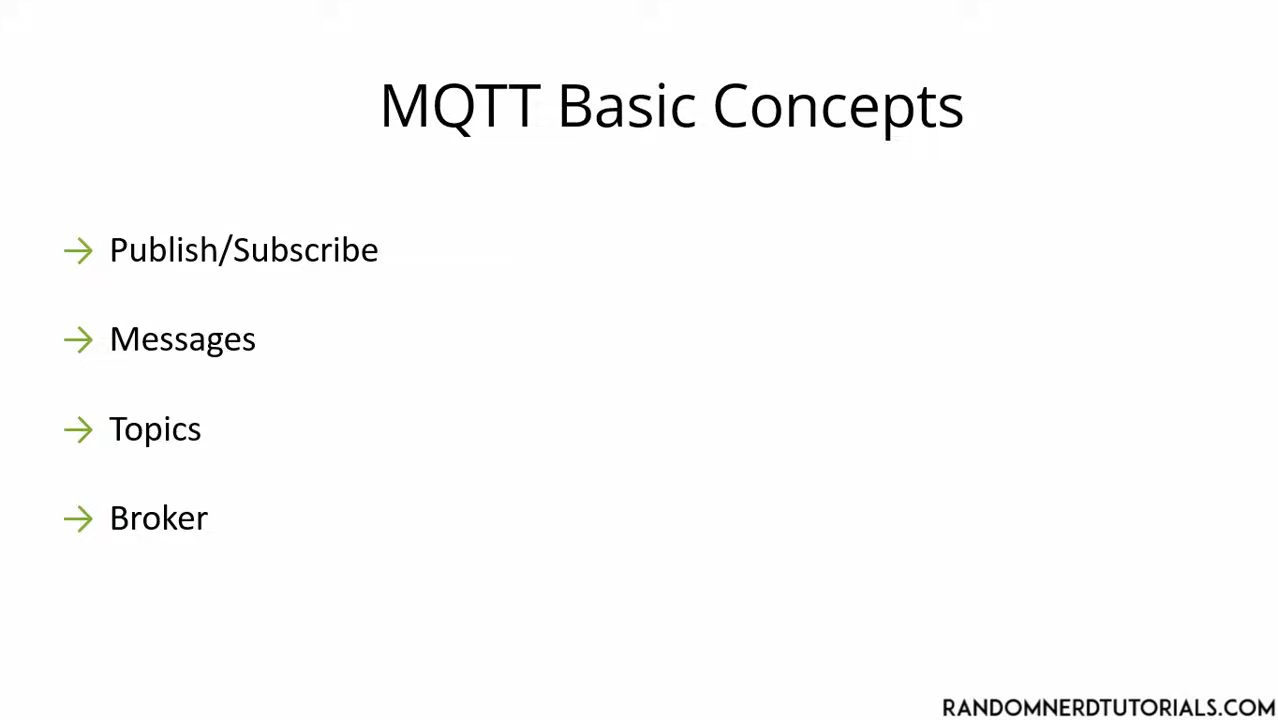 MQTT Basic Concepts
→ Publish/Subscribe
→ Messages
→ Topics
→ Broker
RANDOMNERDTUTORIALS.COM